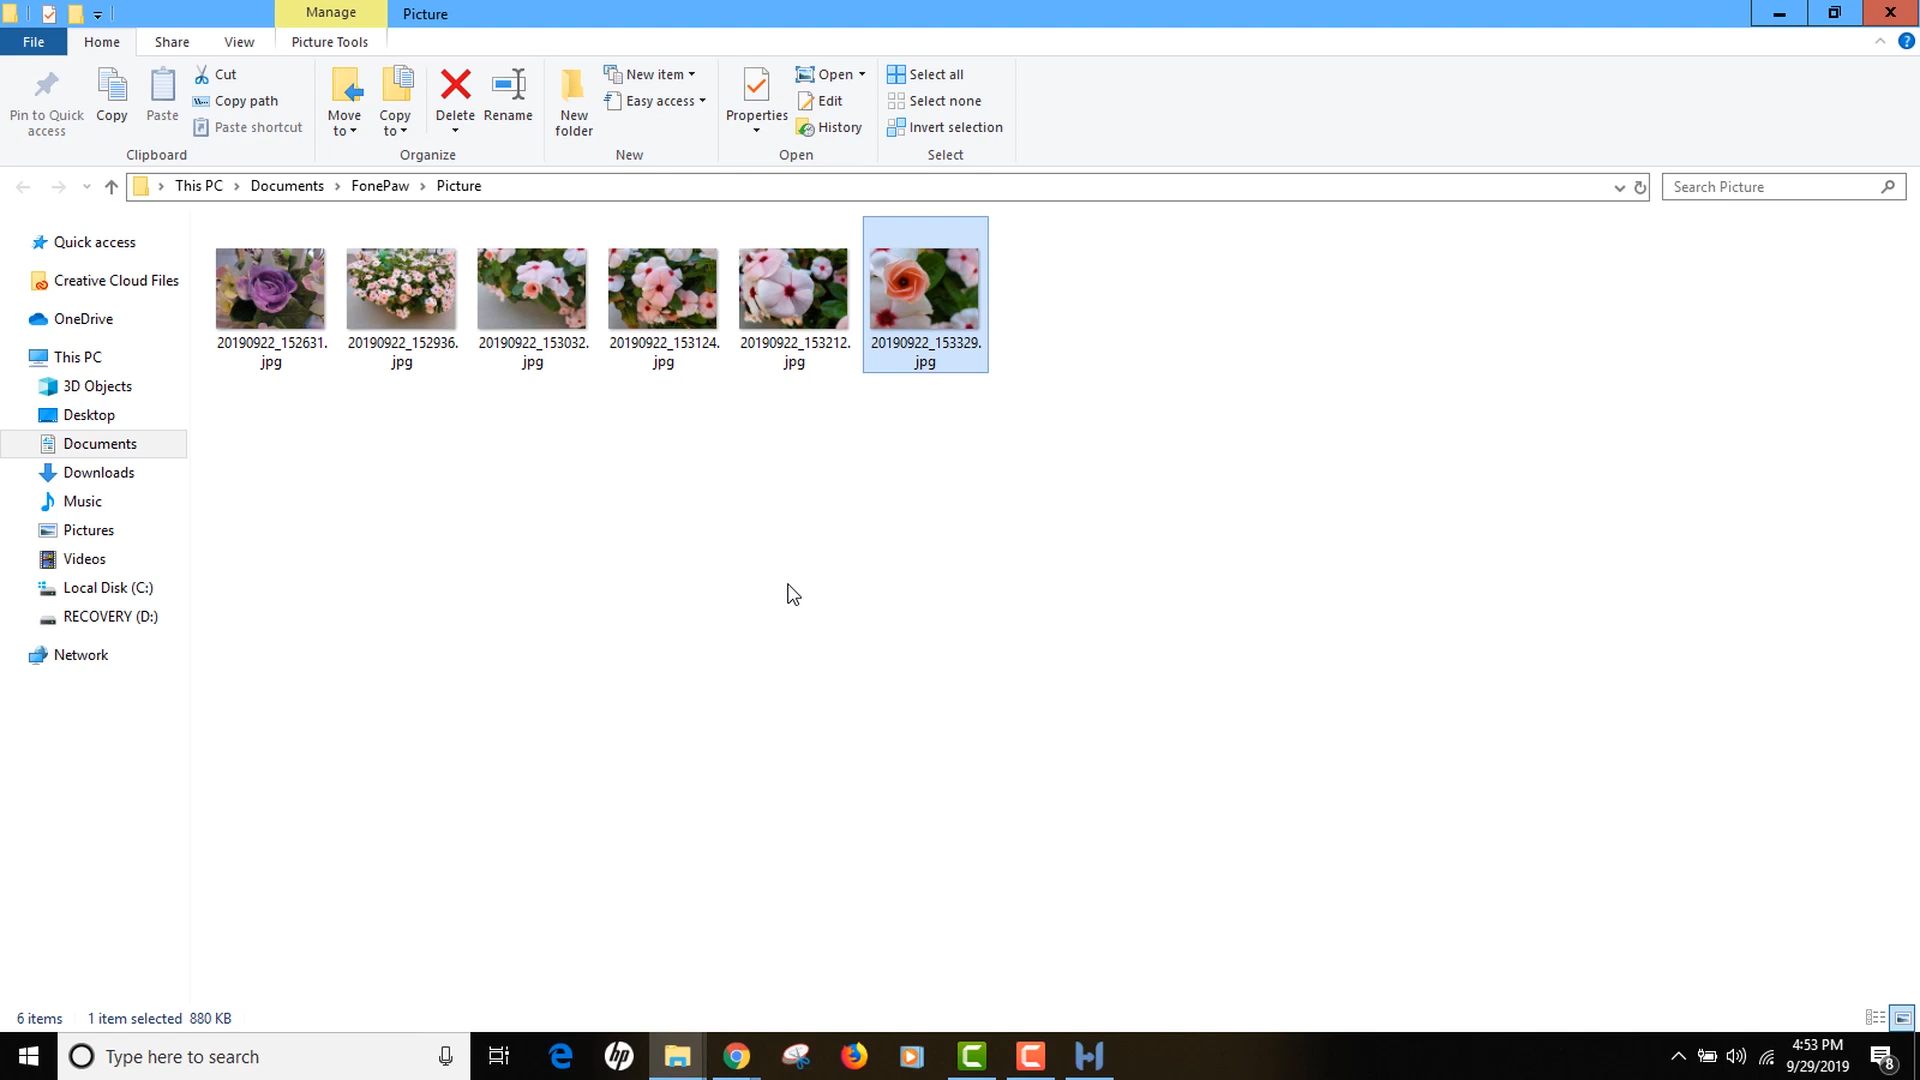 Manage
Picture
File
Home
Share
View
Picture Tools
Pin to Quick
access
Copy
Paste
Cut
Copy path
Paste shortcut
Clipboard
Move
to
Copy
to
Delete
Rename
Organize
New
folder
New item
Easy access
New
Properties
Open
Edit
History
Open
Select all
Select none
Invert selection
Select
This PC
Documents
FonePaw
Picture
Search Picture
Quick access
Creative Cloud Files
OneDrive
This PC
3D Objects
Desktop
Documents
Downloads
Music
Pictures
Videos
Local Disk (C:)
RECOVERY (D:)
Network
20190922_152631.
jpg
20190922_152936.
jpg
20190922_153032.
jpg
20190922_153124.
jpg
20190922_153212.
jpg
20190922_153329.
jpg
6 items
1 item selected 880 KB
Type here to search
hp
4:53 PM
9/29/2019
8